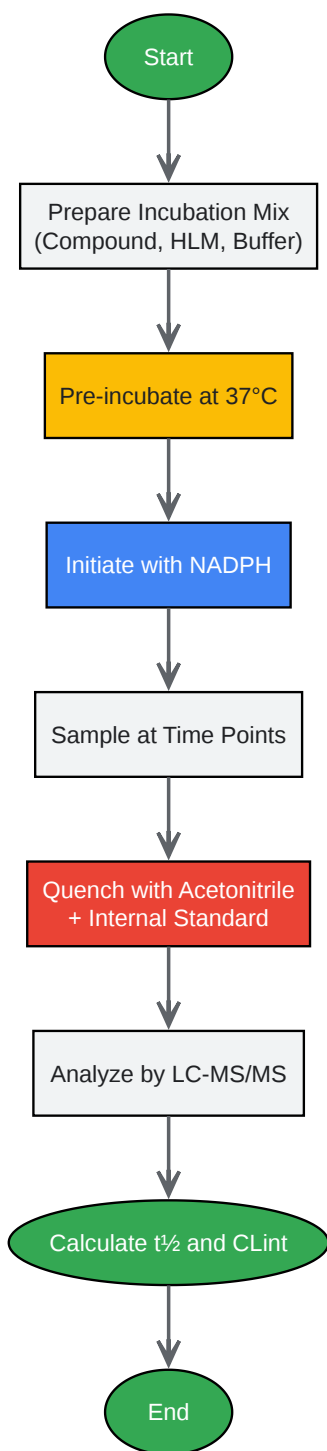 Start
Prepare Incubation Mix
(Compound, HLM, Buffer)
Pre-incubate at 37°C
Initiate with NADPH
Sample at Time Points
Quench with Acetonitrile
+ Internal Standard
Analyze by LC-MS/MS
Calculate t½ and CLint
End